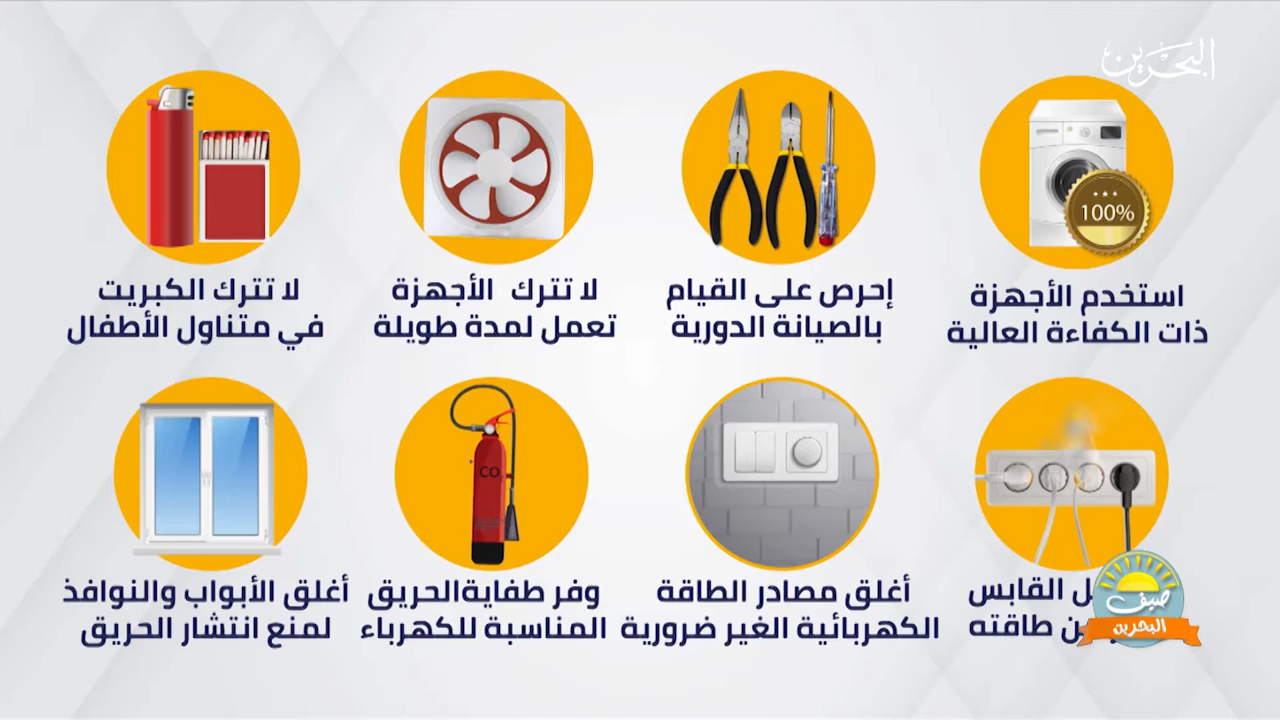 البحرين
استخدم الأجهزة
ذات الكفاءة العالية
100%
إحرص على القيام
بالصيانة الدورية
لا تترك الأجهزة
تعمل لمدة طويلة
لا تترك الكبريت
في متناول الأطفال
القابس
طاقته
صيف
البحرين
أغلق مصادر الطاقة
الكهربائية الغير ضرورية
CO
وفر طفايةالحريق
المناسبة للكهرباء
أغلق الأبواب والنوافذ
لمنع انتشار الحريق